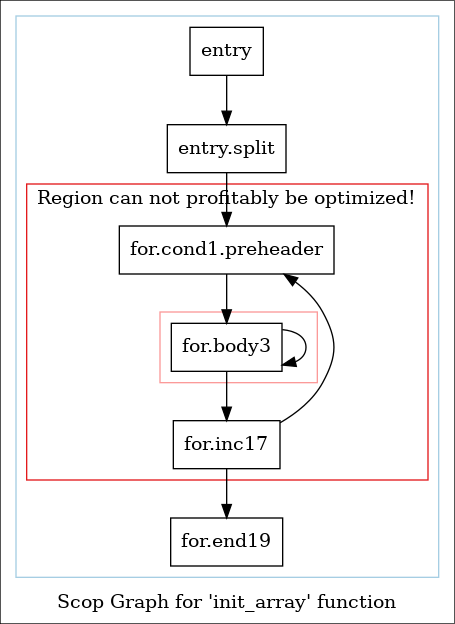 entry
entry.split
Region can not profitably be optimized!
for.cond1.preheader
for.body3
for.inc17
for.end19
Scop Graph for 'init_array' function